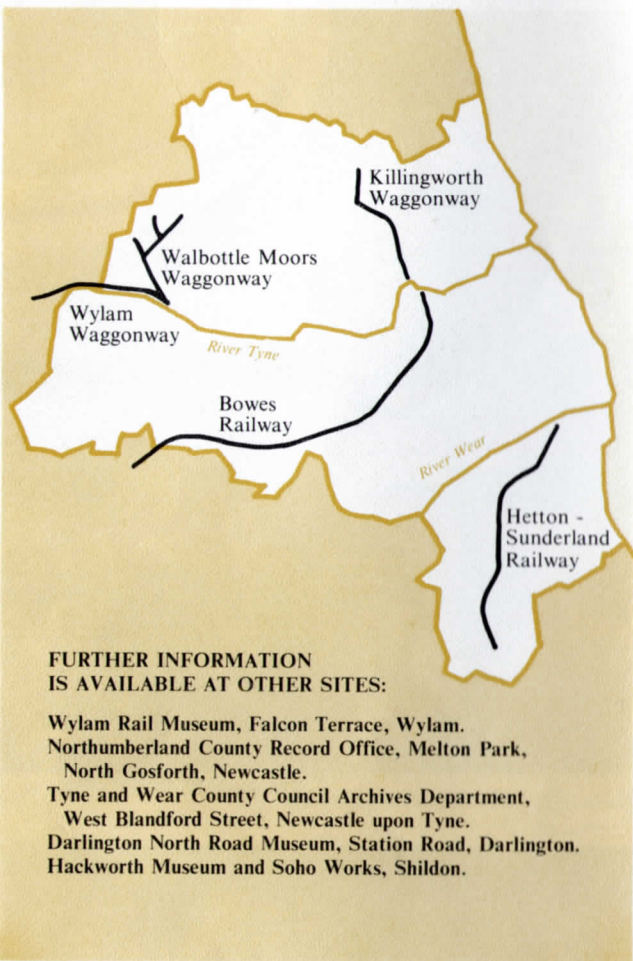 Killingworth
Waggonway
Walbottle Moors
Waggonway
Wylam
Waggonway
River Tyne
Bowes
Railway
River Wear
Hetton -
Sunderland
Railway
FURTHER INFORMATION
IS AVAILABLE AT OTHER SITES:
Wylam Rail Museum, Falcon Terrace, Wylam.
Northumberland County Record Office, Melton Park,
North Gosforth, Newcastle.
Tyne and Wear County Council Archives Department,
West Blandford Street, Newcastle upon Tyne.
Darlington North Road Museum, Station Road, Darlington.
Hackworth Museum and Soho Works, Shildon.